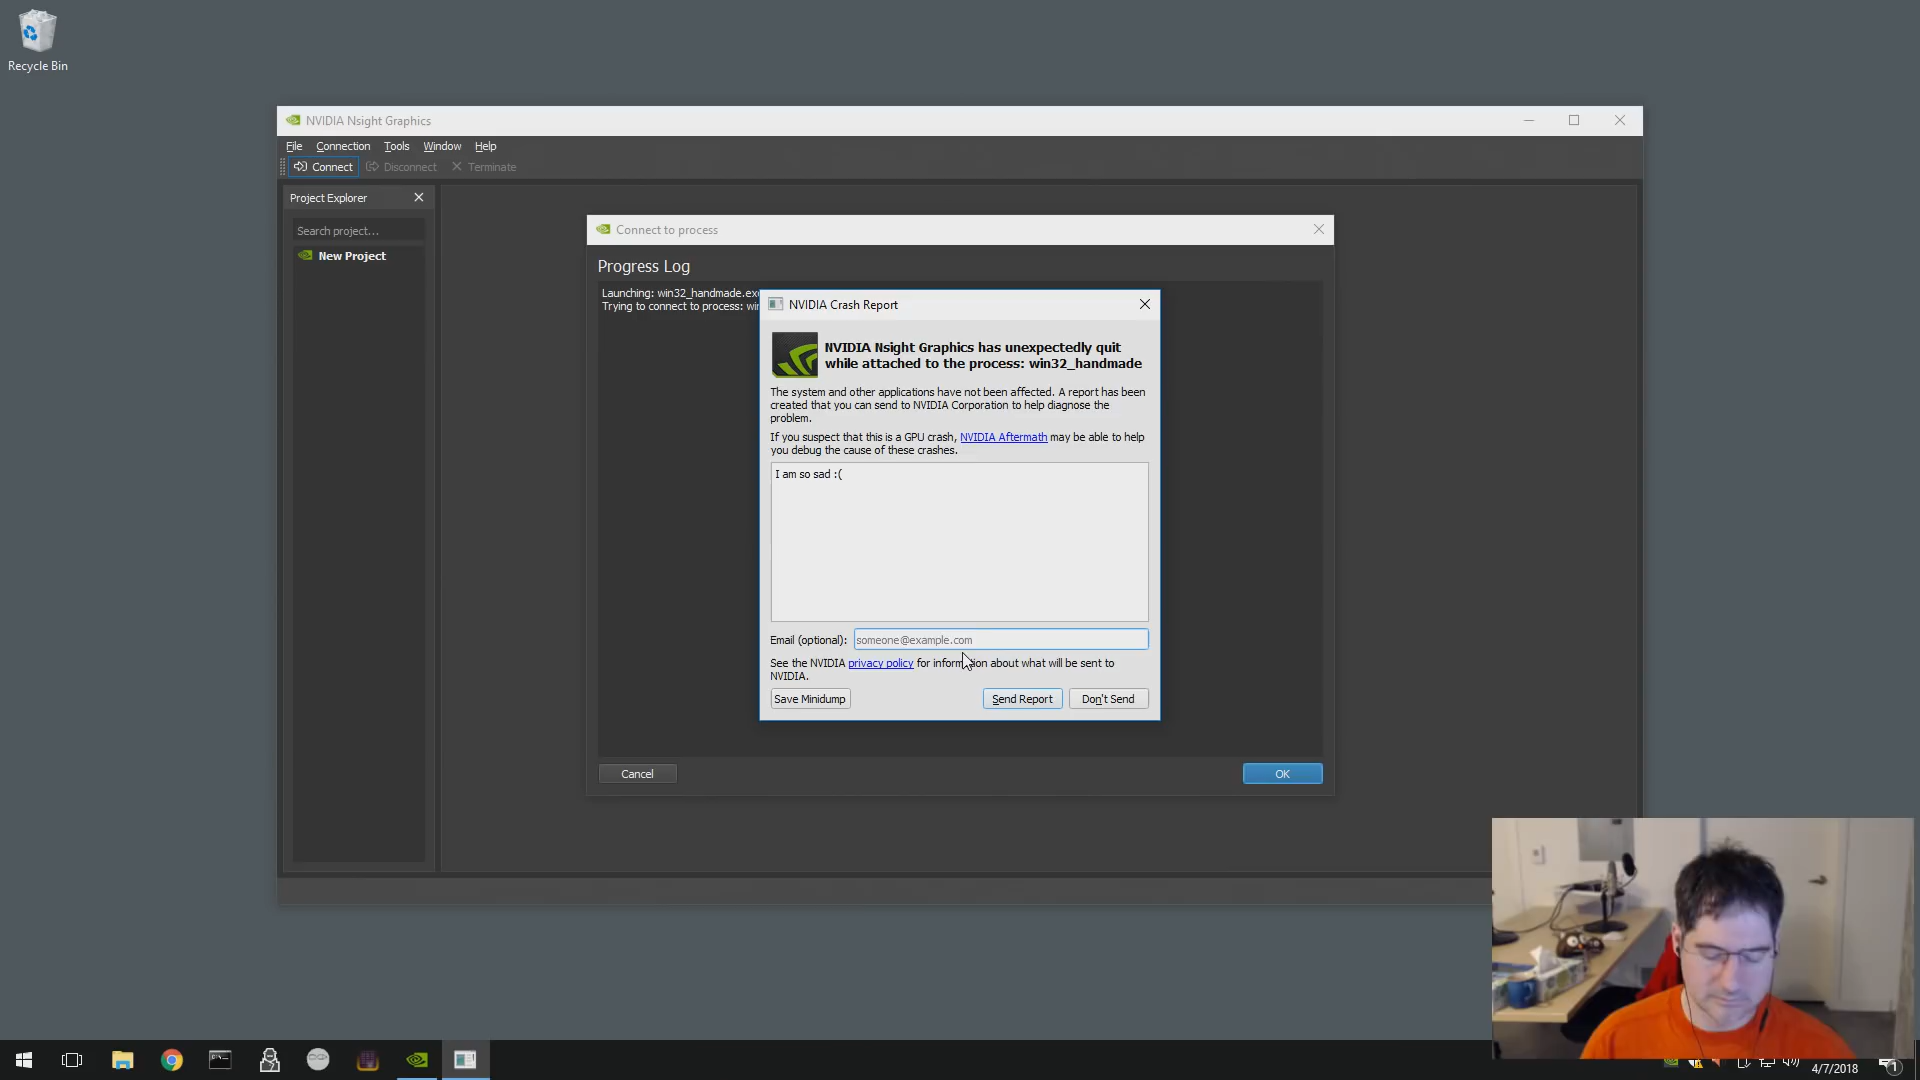 Recycle Bin
NVIDIA Nsight Graphics
File Connection Tools Window Help
Connect Disconnect Terminate
Project Explorer
Search project...
New Project
Connect to process
Progress Log
Launching: win32_handmade.exe
Trying to connect to process:
NVIDIA Crash Report
NVIDIA Nsight Graphics has unexpectedly quit
while attached to the process: win32_handmade
The system and other applications have not been affected. A report has been
created that you can send to NVIDIA Corporation to help diagnose the
problem.
If you suspect that this is a GPU crash, NVIDIA Aftermath may be able to help
you debug the cause of these crashes.
I am so sad :(
Email (optional): someone@example.com
See the NVIDIA privacy policy for information about what will be sent to
NVIDIA.
Save Minidump Send Report Don't Send
Cancel OK
4/7/2018
1